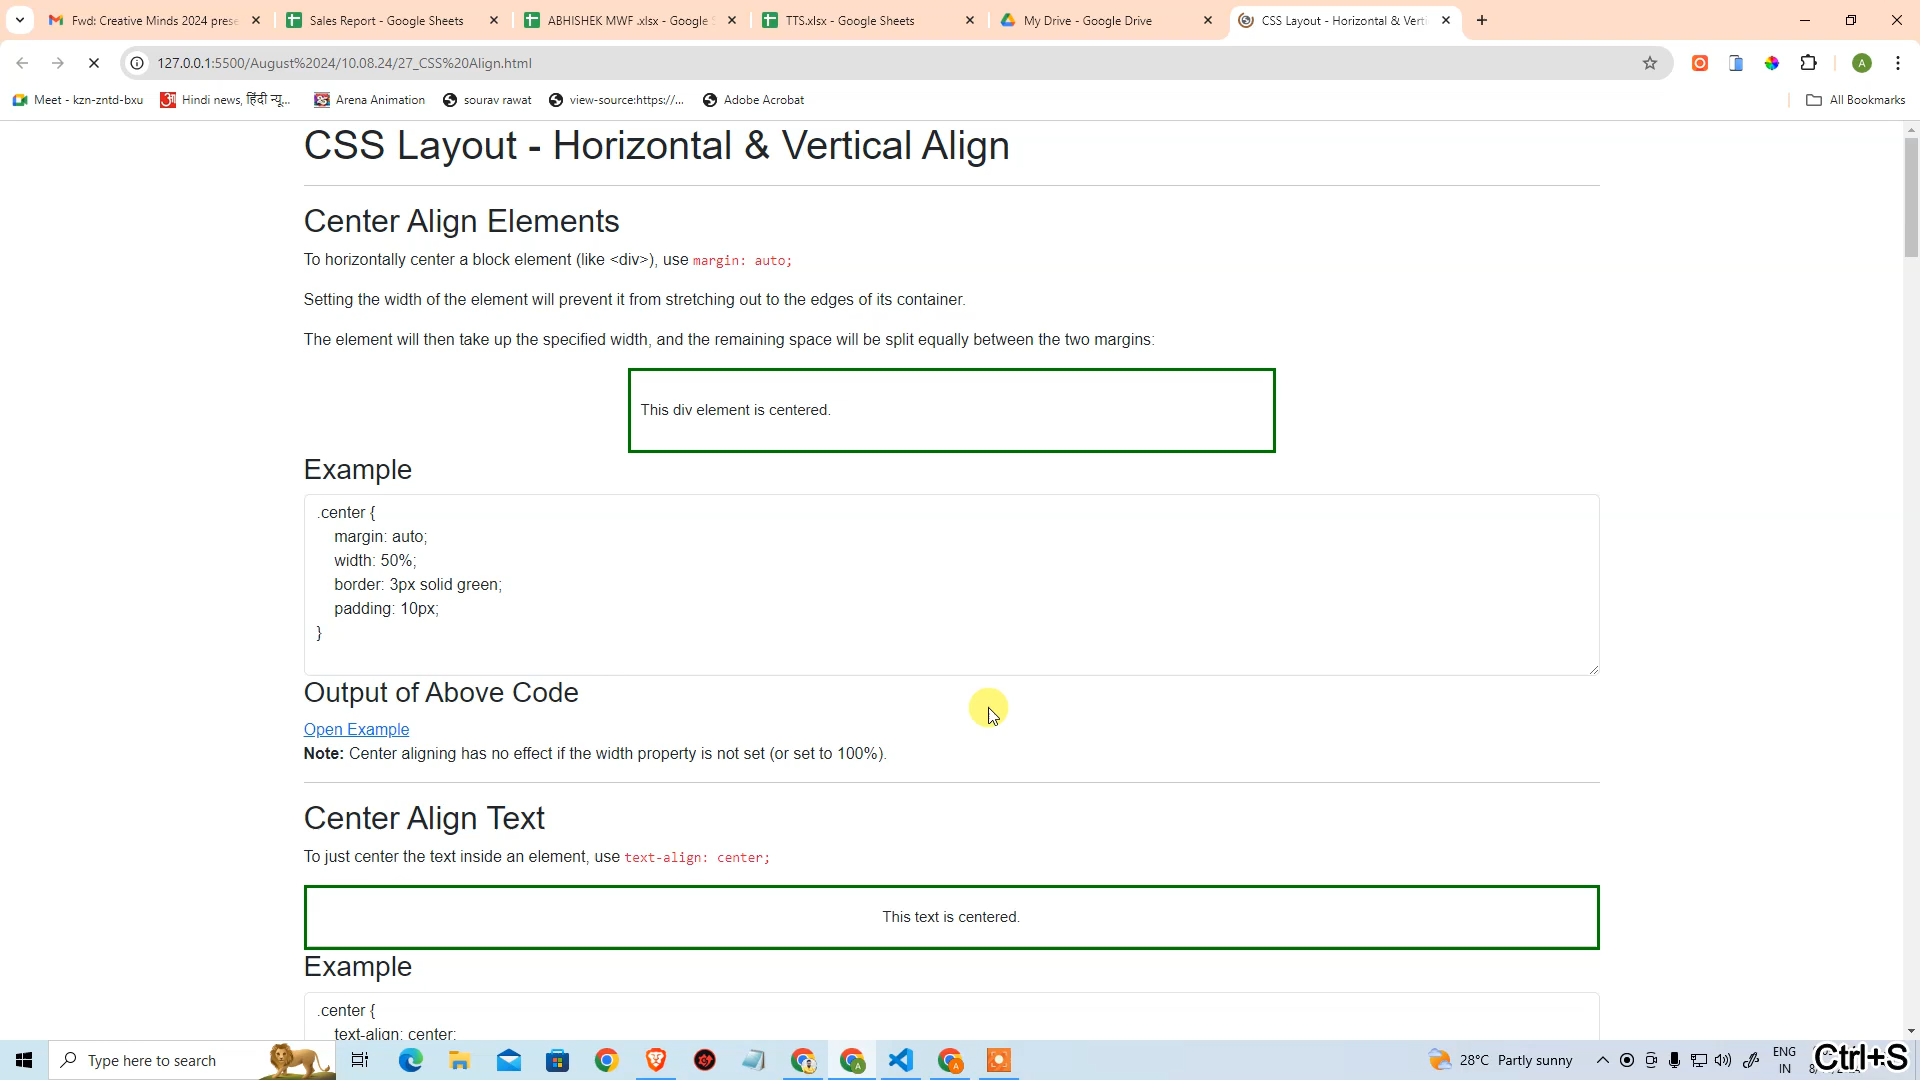 Fwd: Creative Minds 2024 prese
Sales Report - Google Sheets
ABHISHEK MWF .xlsx - Google S
TTS.xlsx - Google Sheets
My Drive - Google Drive
CSS Layout - Horizontal & Verti
127.0.0.1:5500/August%2024/10.08.24/27_CSS%20Align.html
A
Meet - kzn-zntd-bxu
Hindi news, हिंदी न्यू...
Arena Animation
sourav rawat
view-source:https://...
Adobe Acrobat
All Bookmarks
CSS Layout - Horizontal & Vertical Align
Center Align Elements
To horizontally center a block element (like <div>), use margin: auto;
Setting the width of the element will prevent it from stretching out to the edges of its container.
The element will then take up the specified width, and the remaining space will be split equally between the two margins:
This div element is centered.
Example
.center {
margin: auto;
width: 50%;
border: 3px solid green;
padding: 10px;
}
Output of Above Code
Open Example
Note: Center aligning has no effect if the width property is not set (or set to 100%).
Center Align Text
To just center the text inside an element, use text-align: center;
This text is centered.
Example
.center {
text-align: center;
Type here to search
28°C Partly sunny
ENG
IN
Ctrl+S